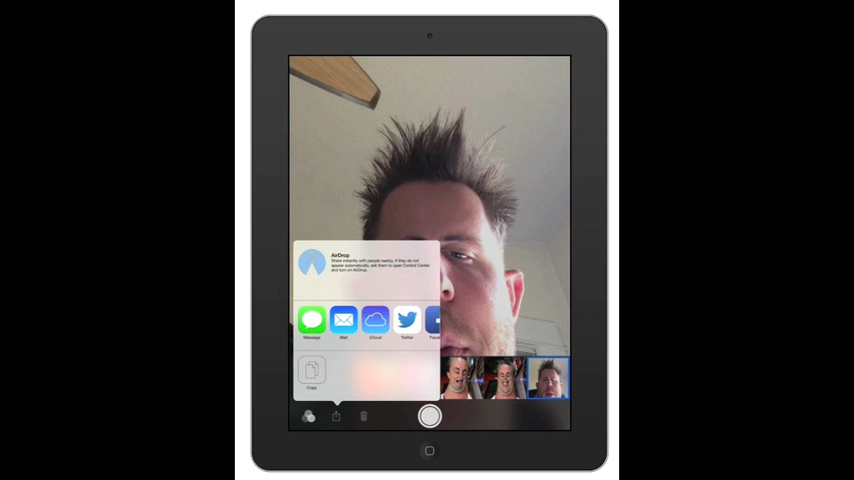 AirDrop
Share instantly with people nearby. If they do
not appear automatically, ask them to open Control Center
and turn on AirDrop.
Message
Mail
iCloud
Twitter
Face
Copy